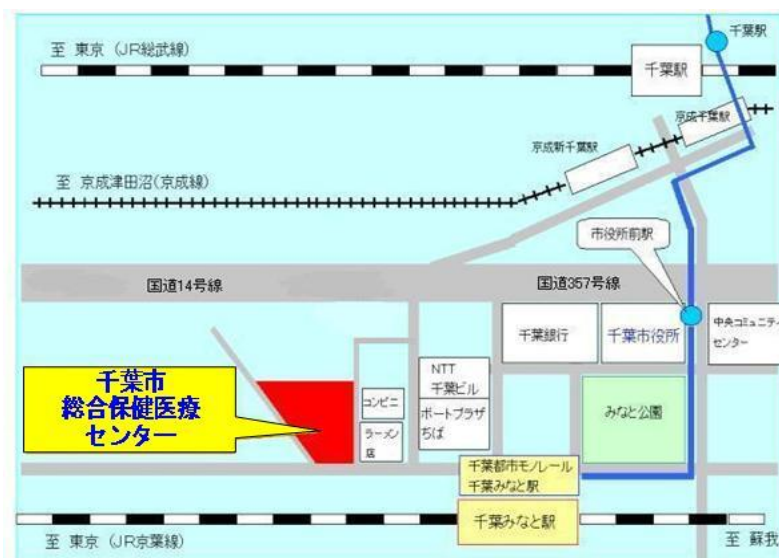 千葉駅
至 東京 （JR総武線）
千葉駅
京成千葉駅
京成新千葉駅
至 京成津田沼(京成線)
市役所前駅
国道14号線
国道357号線
千葉銀行
千葉市役所
中央コミュニティ
センター
千葉市
総合保健医療
センター
コンビニ
ラーメン
店
NTT
千葉ビル
ポートプラザ
ちば
みなと公園
千葉都市モノレール
千葉みなと駅
千葉みなと駅
至 東京 （JR京葉線）
至 蘇我